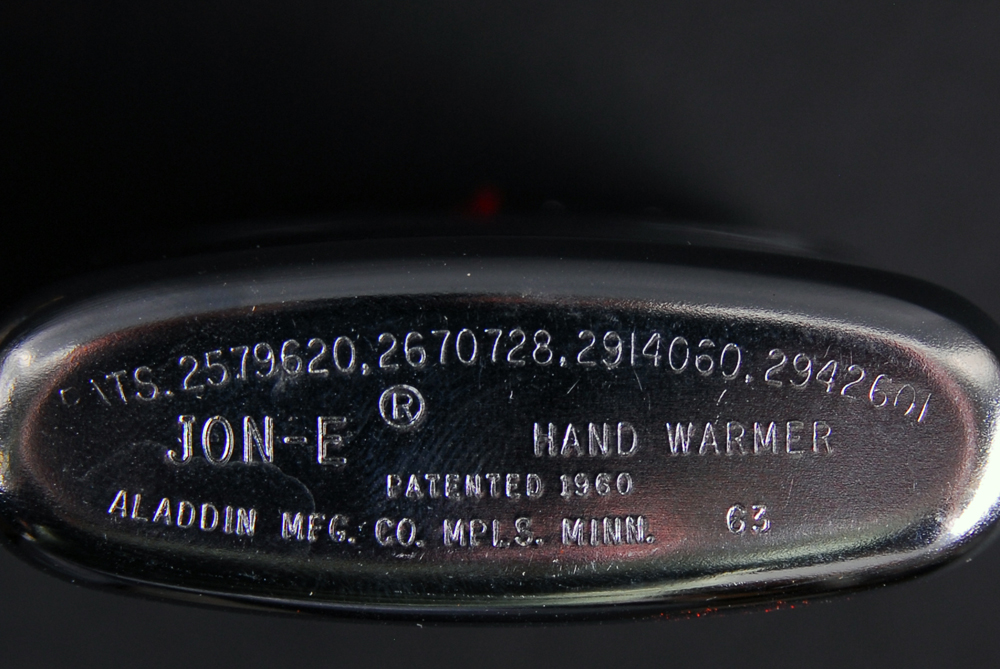 PATS. 2579620, 2670728, 2914060, 2942601
JON-E ® HAND WARMER
PATENTED 1960
ALADDIN MFG. CO. MPLS. MINN. 63